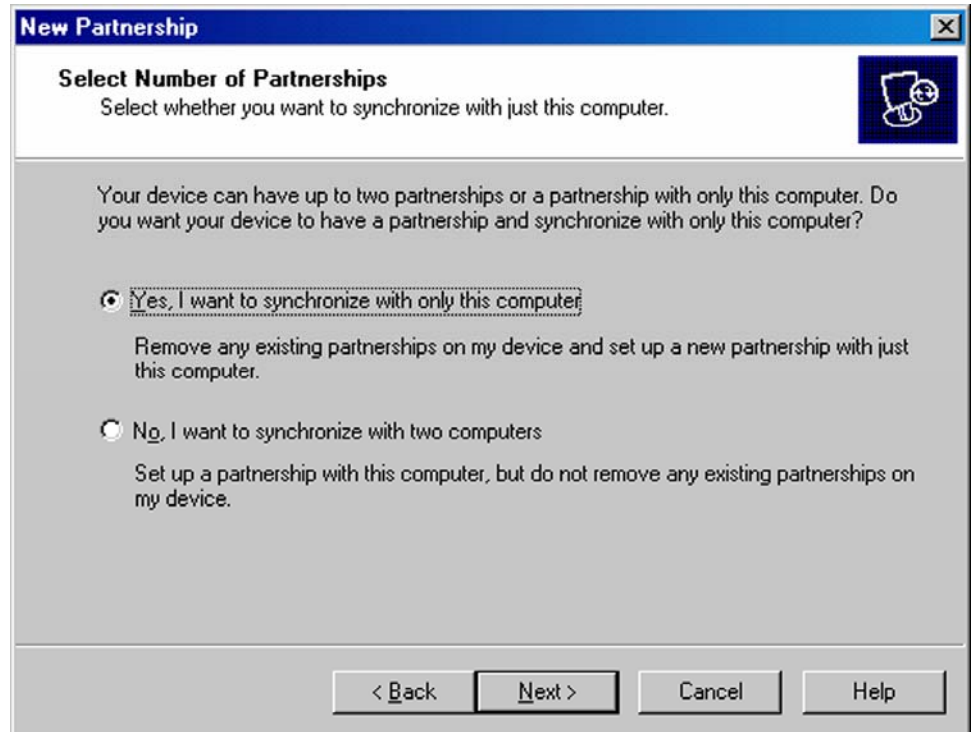 New Partnership
Select Number of Partnerships
Select whether you want to synchronize with just this computer.
Your device can have up to two partnerships or a partnership with only this computer. Do
you want your device to have a partnership and synchronize with only this computer?
Yes, I want to synchronize with only this computer
Remove any existing partnerships on my device and set up a new partnership with just
this computer.
No, I want to synchronize with two computers
Set up a partnership with this computer, but do not remove any existing partnerships on
my device.
< Back Next > Cancel Help